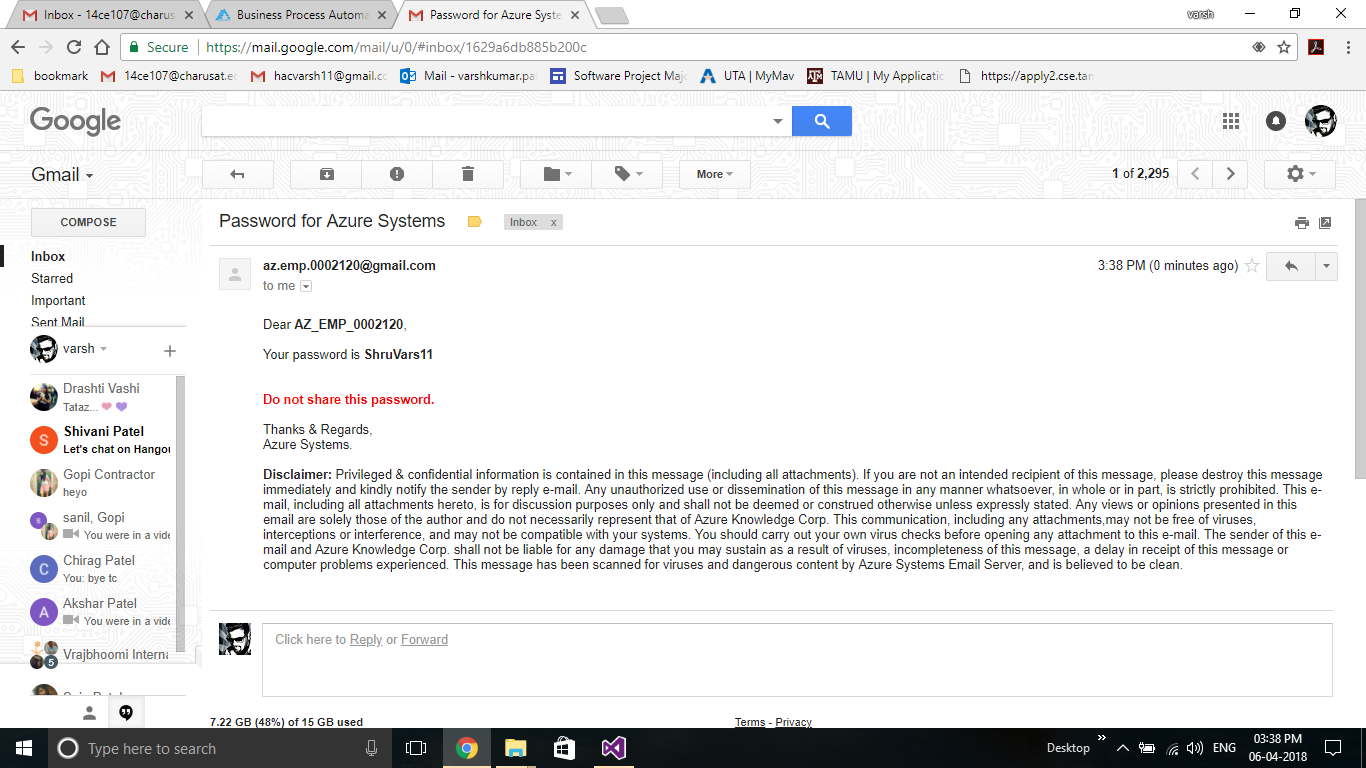 Inbox - 14ce107@charus
Business Process Automa
Password for Azure Syste
varsh
Secure
https://mail.google.com/mail/u/0/#inbox/1629a6db885b200c
bookmark
14ce107@charusat.ec
hacvarsh11@gmail.cc
Mail - varshkumar.pa
Software Project Maj
UTA | MyMav
TAMU | My Applicatic
https://apply2.cse.tan
Google
Gmail
More
1 of 2,295
COMPOSE
Password for Azure Systems
Inbox x
Inbox
Starred
Important
Sent Mail
az.emp.0002120@gmail.com
3:38 PM (0 minutes ago)
to me
Dear AZ_EMP_0002120,
Your password is ShruVars11
Do not share this password.
Thanks & Regards,
Azure Systems.
Disclaimer: Privileged & confidential information is contained in this message (including all attachments). If you are not an intended recipient of this message, please destroy this message
immediately and kindly notify the sender by reply e-mail. Any unauthorized use or dissemination of this message in any manner whatsoever, in whole or in part, is strictly prohibited. This e-
mail, including all attachments hereto, is for discussion purposes only and shall not be deemed or construed otherwise unless expressly stated. Any views or opinions presented in this
email are solely those of the author and do not necessarily represent that of Azure Knowledge Corp. This communication, including any attachments,may not be free of viruses,
interceptions or interference, and may not be compatible with your systems. You should carry out your own virus checks before opening any attachment to this e-mail. The sender of this e-
mail and Azure Knowledge Corp. shall not be liable for any damage that you may sustain as a result of viruses, incompleteness of this message, a delay in receipt of this message or
computer problems experienced. This message has been scanned for viruses and dangerous content by Azure Systems Email Server, and is believed to be clean.
varsh
Drashti Vashi
Tataz...
S
Shivani Patel
Let's chat on Hangou
Gopi Contractor
heyo
s
sanil, Gopi
You were in a vide
C
Chirag Patel
You: bye tc
A
Akshar Patel
You were in a vide
5
Vrajbhoomi Interna
Click here to Reply or Forward
7.22 GB (48%) of 15 GB used
Terms - Privacy
Type here to search
Desktop
ENG
03:38 PM
06-04-2018